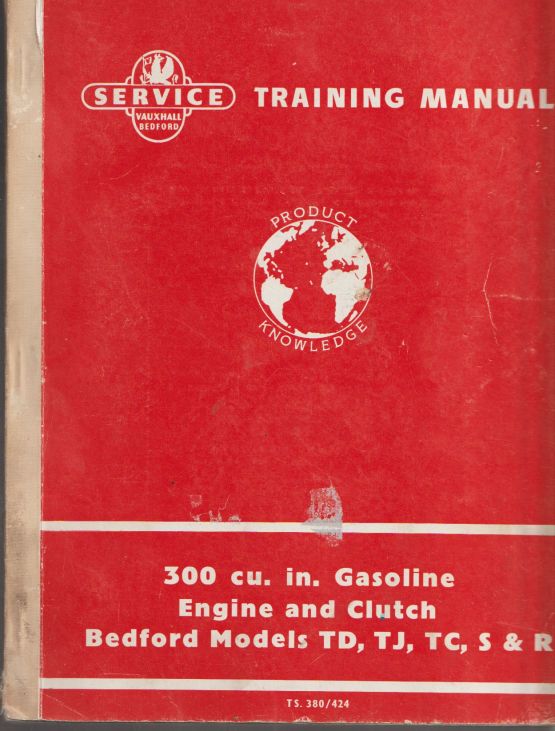 SERVICE
VAUXHALL
BEDFORD
TRAINING MANUAL
PRODUCT
KNOWLEDGE
300 cu. in. Gasoline
Engine and Clutch
Bedford Models TD, TJ, TC, S & R
TS. 380/424